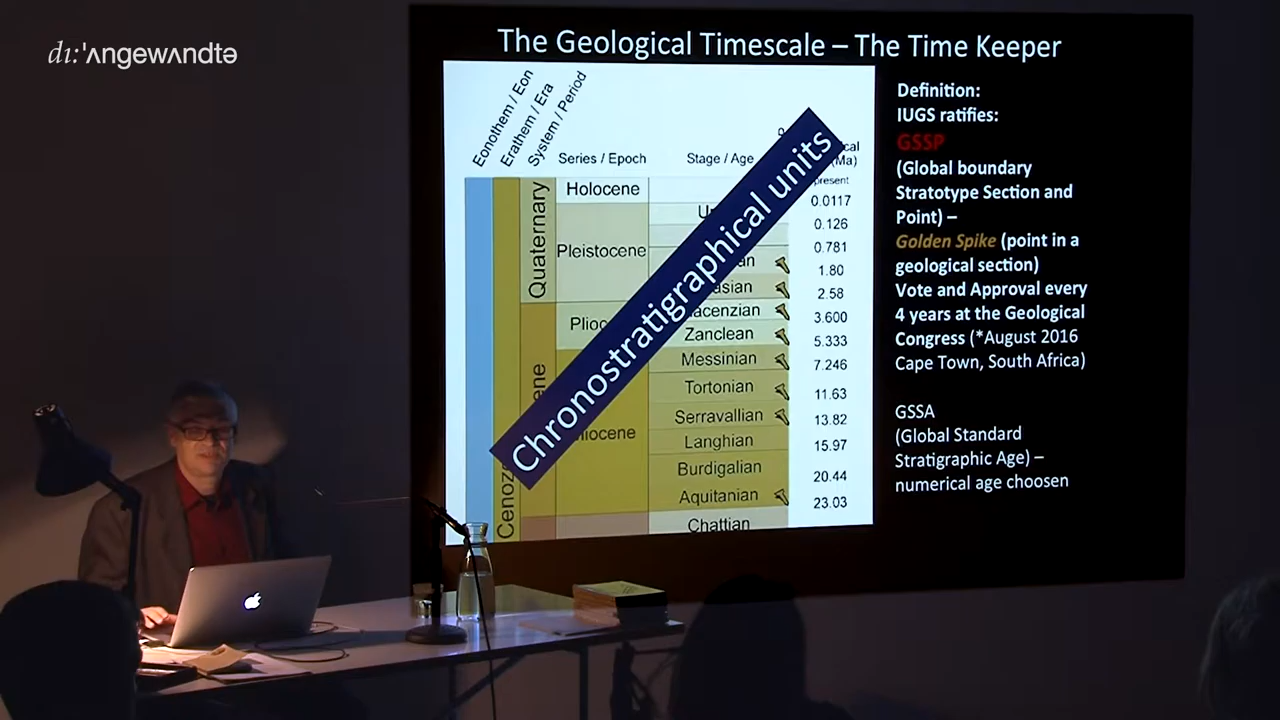 dı:ˈʌngewʌndtə
The Geological Timescale – The Time Keeper
Eonothem / Eon
Erathem / Era
System / Period
Series / Epoch
Stage / Age
(Ma)
present
Quaternary
Holocene
Pleistocene
0.0117
0.126
0.781
1.80
2.58
Zanclean
3.600
5.333
Messinian
7.246
Tortonian
11.63
Serravallian
13.82
Langhian
15.97
Burdigalian
20.44
Aquitanian
23.03
Chattian
Chronostratigraphical units
Definition:
IUGS ratifies:
GSSP
(Global boundary
Stratotype Section and
Point) –
Golden Spike (point in a
geological section)
Vote and Approval every
4 years at the Geological
Congress (*August 2016
Cape Town, South Africa)
GSSA
(Global Standard
Stratigraphic Age) –
numerical age choosen